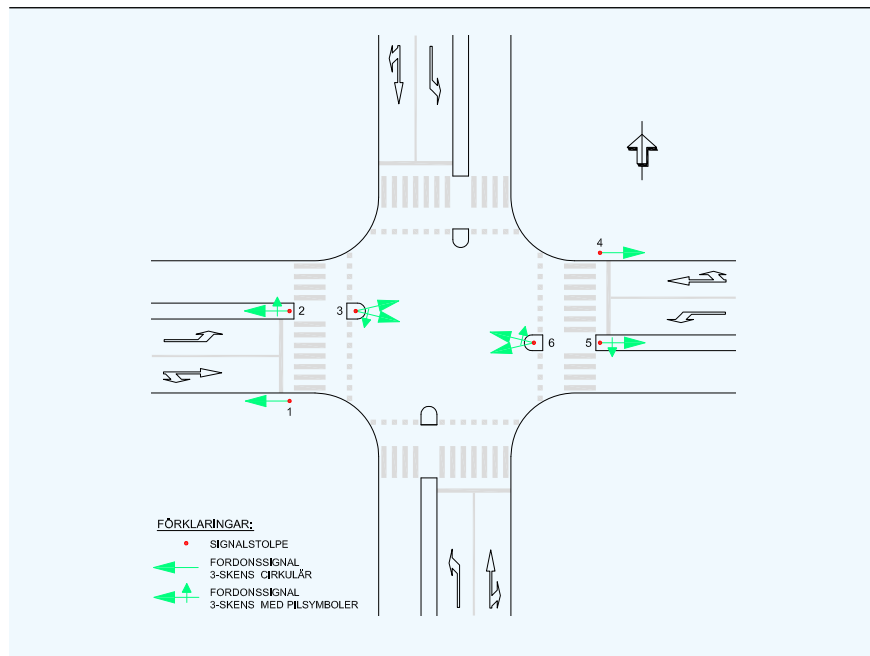 4
2
3
6
5
1
FÖRKLARINGAR:
SIGNALSTOLPE
FORDONSSIGNAL
3-SKENS CIRKULÄR
FORDONSSIGNAL
3-SKENS MED PILSYMBOLER